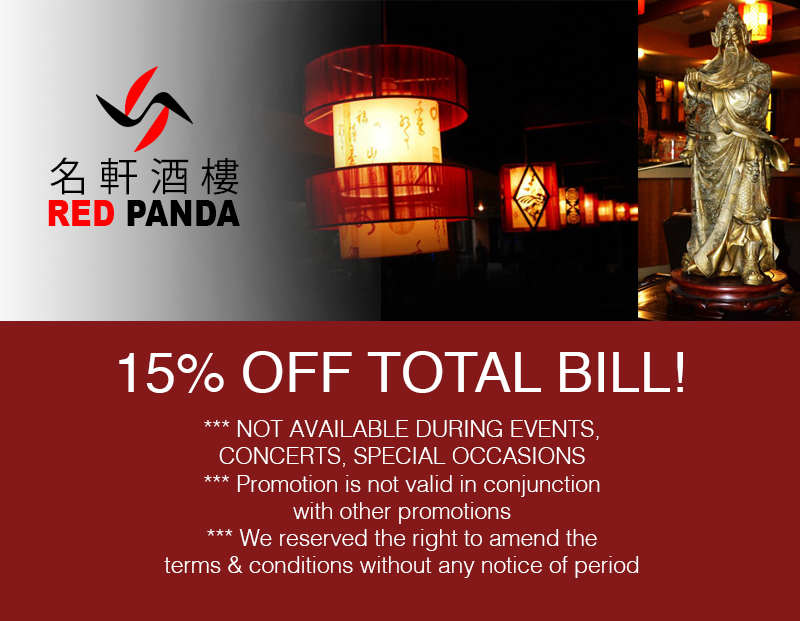 名軒酒樓
RED PANDA
15% OFF TOTAL BILL!
*** NOT AVAILABLE DURING EVENTS,
CONCERTS, SPECIAL OCCASIONS
*** Promotion is not valid in conjunction
with other promotions
*** We reserved the right to amend the
terms & conditions without any notice of period